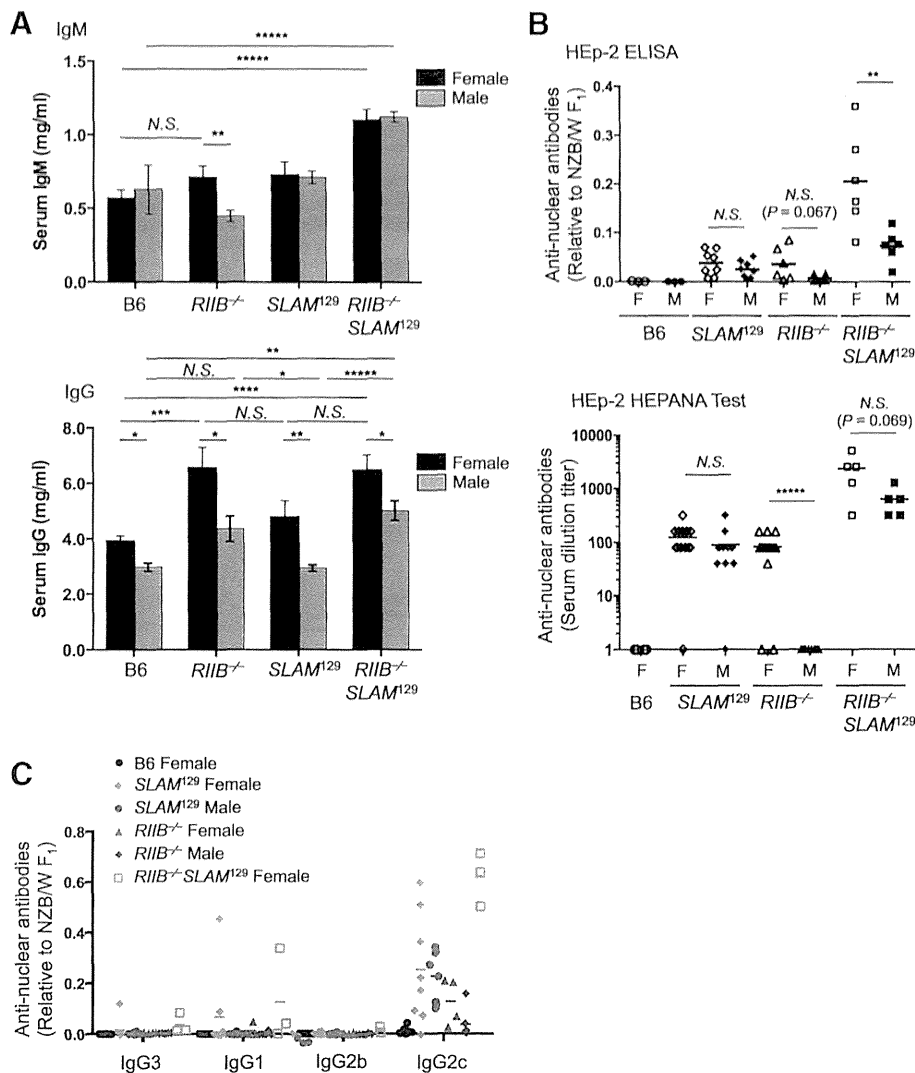 A
IgM
*****
*****
N.S.
**
Female
Male
Serum IgM (mg/ml)
1.5
1.0
0.5
0.0
B6
RIIB⁻/⁻
SLAM¹²⁹
RIIB⁻/⁻
SLAM¹²⁹
IgG
**
N.S.
*
*****
****
***
N.S.
N.S.
*
*
**
*
Female
Male
Serum IgG (mg/ml)
8.0
6.0
4.0
2.0
0.0
B6
RIIB⁻/⁻
SLAM¹²⁹
RIIB⁻/⁻
SLAM¹²⁹
B
HEp-2 ELISA
Anti-nuclear antibodies
(Relative to NZB/W F₁)
0.4
0.3
0.2
0.1
0.0
**
N.S.
N.S.
(P = 0.067)
F M F M F M F M
B6
SLAM¹²⁹
RIIB⁻/⁻
RIIB⁻/⁻
SLAM¹²⁹
HEp-2 HEPANA Test
Anti-nuclear antibodies
(Serum dilution titer)
10000
1000
100
10
1
N.S.
(P = 0.069)
N.S.
*****
F F M F M F M
B6
SLAM¹²⁹
RIIB⁻/⁻
RIIB⁻/⁻
SLAM¹²⁹
C
B6 Female
SLAM¹²⁹ Female
SLAM¹²⁹ Male
RIIB⁻/⁻ Female
RIIB⁻/⁻ Male
RIIB⁻/⁻SLAM¹²⁹ Female
Anti-nuclear antibodies
(Relative to NZB/W F₁)
0.8
0.6
0.4
0.2
0.0
IgG3
IgG1
IgG2b
IgG2c